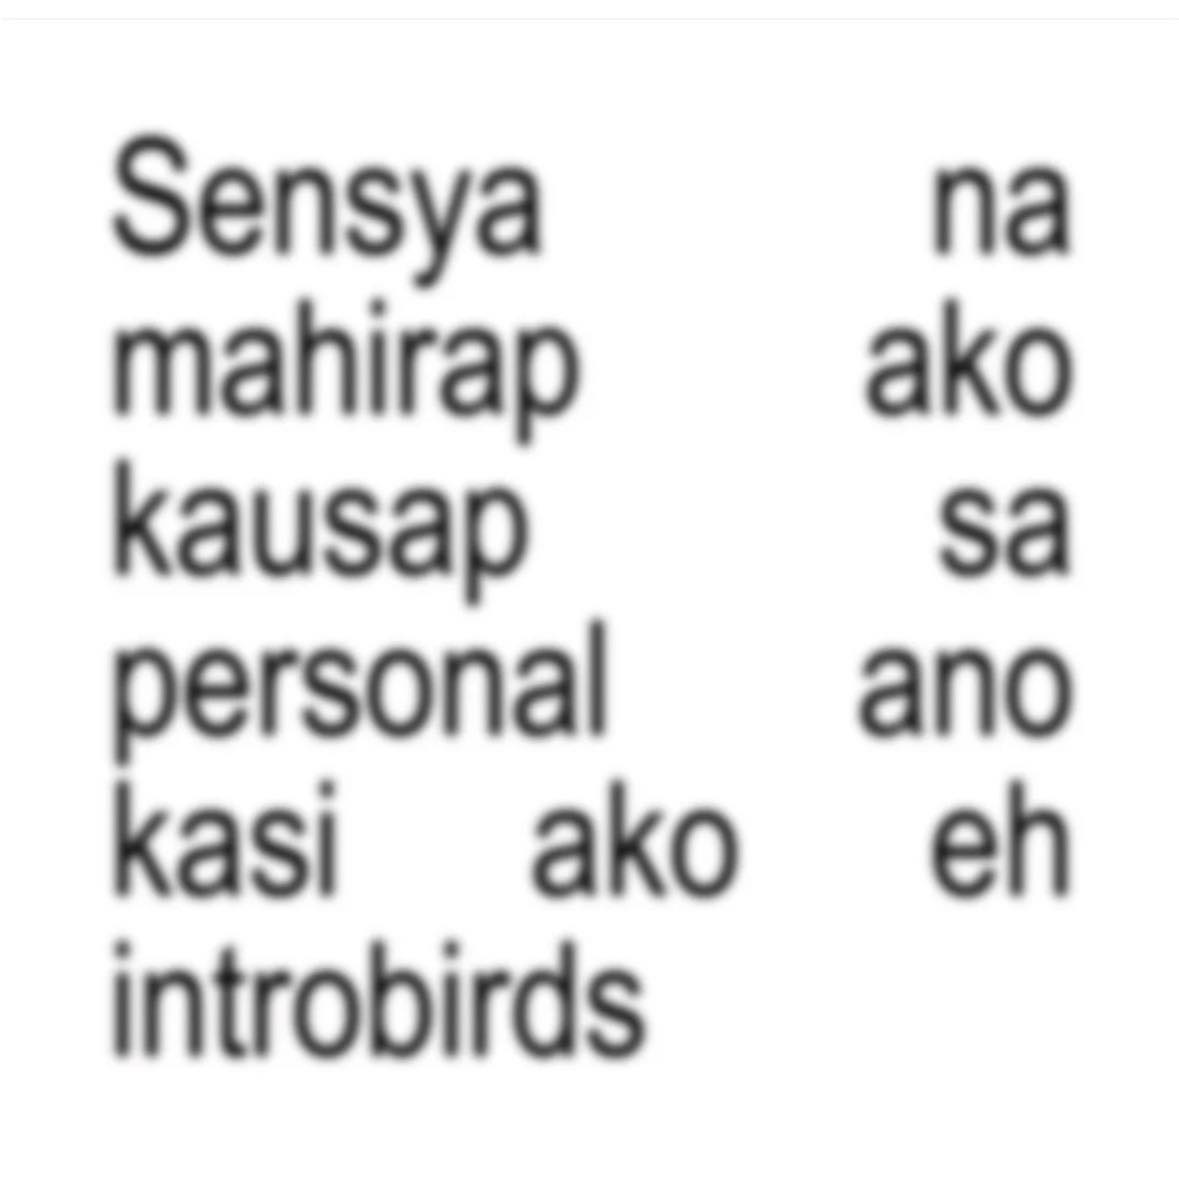 Sensya na
mahirap ako
kausap sa
personal ano
kasi ako eh
introbirds